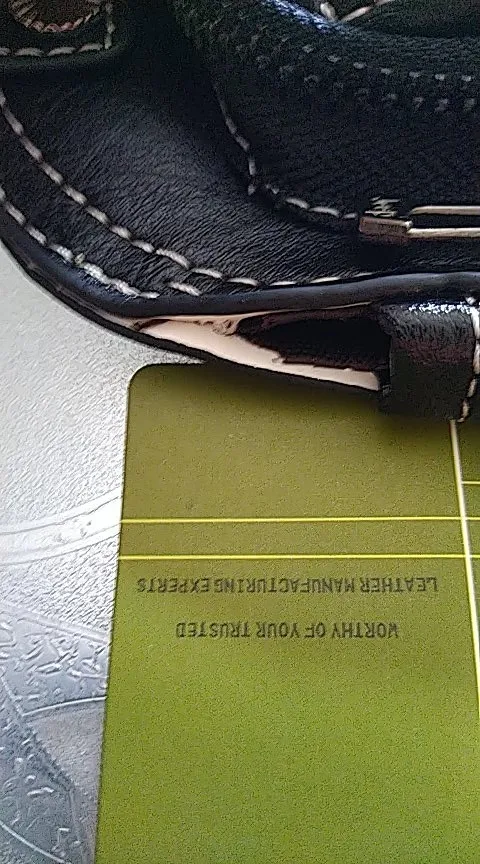 WORTHY OF YOUR TRUSTED
LEATHER MANUFACTURING EXPERTS